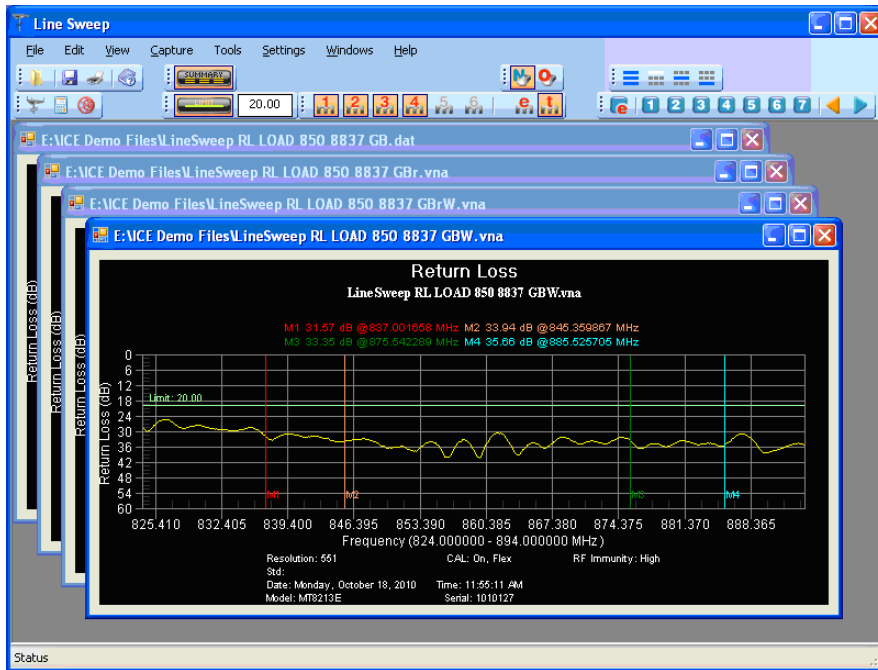 Line Sweep
File Edit View Capture Tools Settings Windows Help
SUMMARY
LIMIT 20.00 1 2 3 4 5 6 e t e 1 2 3 4 5 6 7
E:\ICE Demo Files\LineSweep RL LOAD 850 8837 GB.dat
E:\ICE Demo Files\LineSweep RL LOAD 850 8837 GBr.vna
E:\ICE Demo Files\LineSweep RL LOAD 850 8837 GBrW.vna
E:\ICE Demo Files\LineSweep RL LOAD 850 8837 GBW.vna
Return Loss (dB)
Return Loss (dB)
Return Loss (dB)
Return Loss
LineSweep RL LOAD 850 8837 GBW.vna
M1 31.57 dB @837.001658 MHz M2 33.94 dB @845.359867 MHz
M3 33.35 dB @875.542289 MHz M4 35.66 dB @885.525705 MHz
Return Loss (dB)
0
6
12
18
24
30
36
42
48
54
60
Limit: 20.00
M1 M2 M3 M4
825.410 832.405 839.400 846.395 853.390 860.385 867.380 874.375 881.370 888.365
Frequency (824.000000 - 894.000000 MHz)
Resolution: 551 CAL: On, Flex RF Immunity: High
Std:
Date: Monday, October 18, 2010 Time: 11:55:11 AM
Model: MT8213E Serial: 1010127
Status